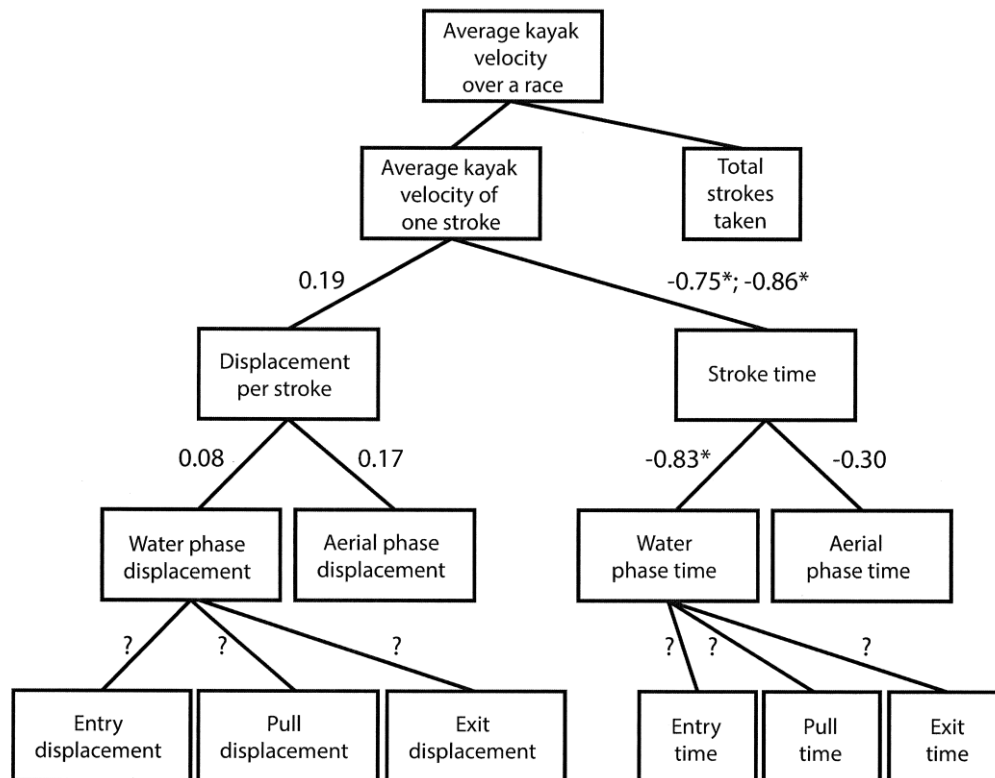 Average kayak
velocity
over a race
Average kayak
velocity of
one stroke
Total
strokes
taken
0.19
-0.75*; -0.86*
Displacement
per stroke
Stroke time
0.08
0.17
-0.83*
-0.30
Water phase
displacement
Aerial phase
displacement
Water
phase time
Aerial
phase time
?
?
?
?
?
?
Entry
displacement
Pull
displacement
Exit
displacement
Entry
time
Pull
time
Exit
time